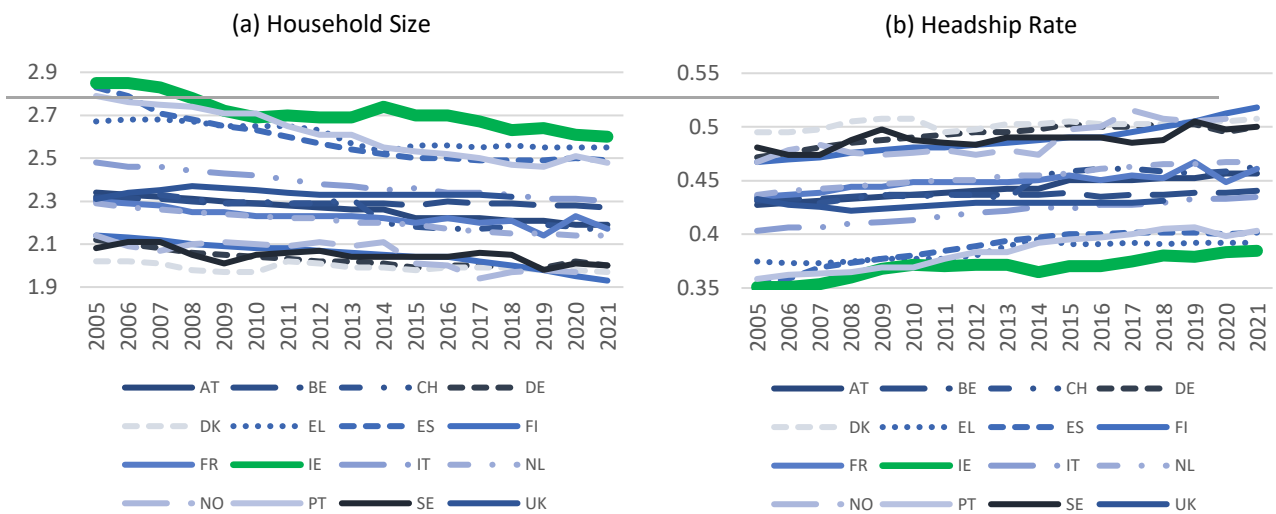 (a) Household Size
2.9
2.7
2.5
2.3
2.1
1.9
2005 2006 2007 2008 2009 2010 2011 2012 2013 2014 2015 2016 2017 2018 2019 2020 2021
AT BE CH DE
DK EL ES FI
FR IE IT NL
NO PT SE UK
(b) Headship Rate
0.55
0.5
0.45
0.4
0.35
2005 2006 2007 2008 2009 2010 2011 2012 2013 2014 2015 2016 2017 2018 2019 2020 2021
AT BE CH DE
DK EL ES FI
FR IE IT NL
NO PT SE UK